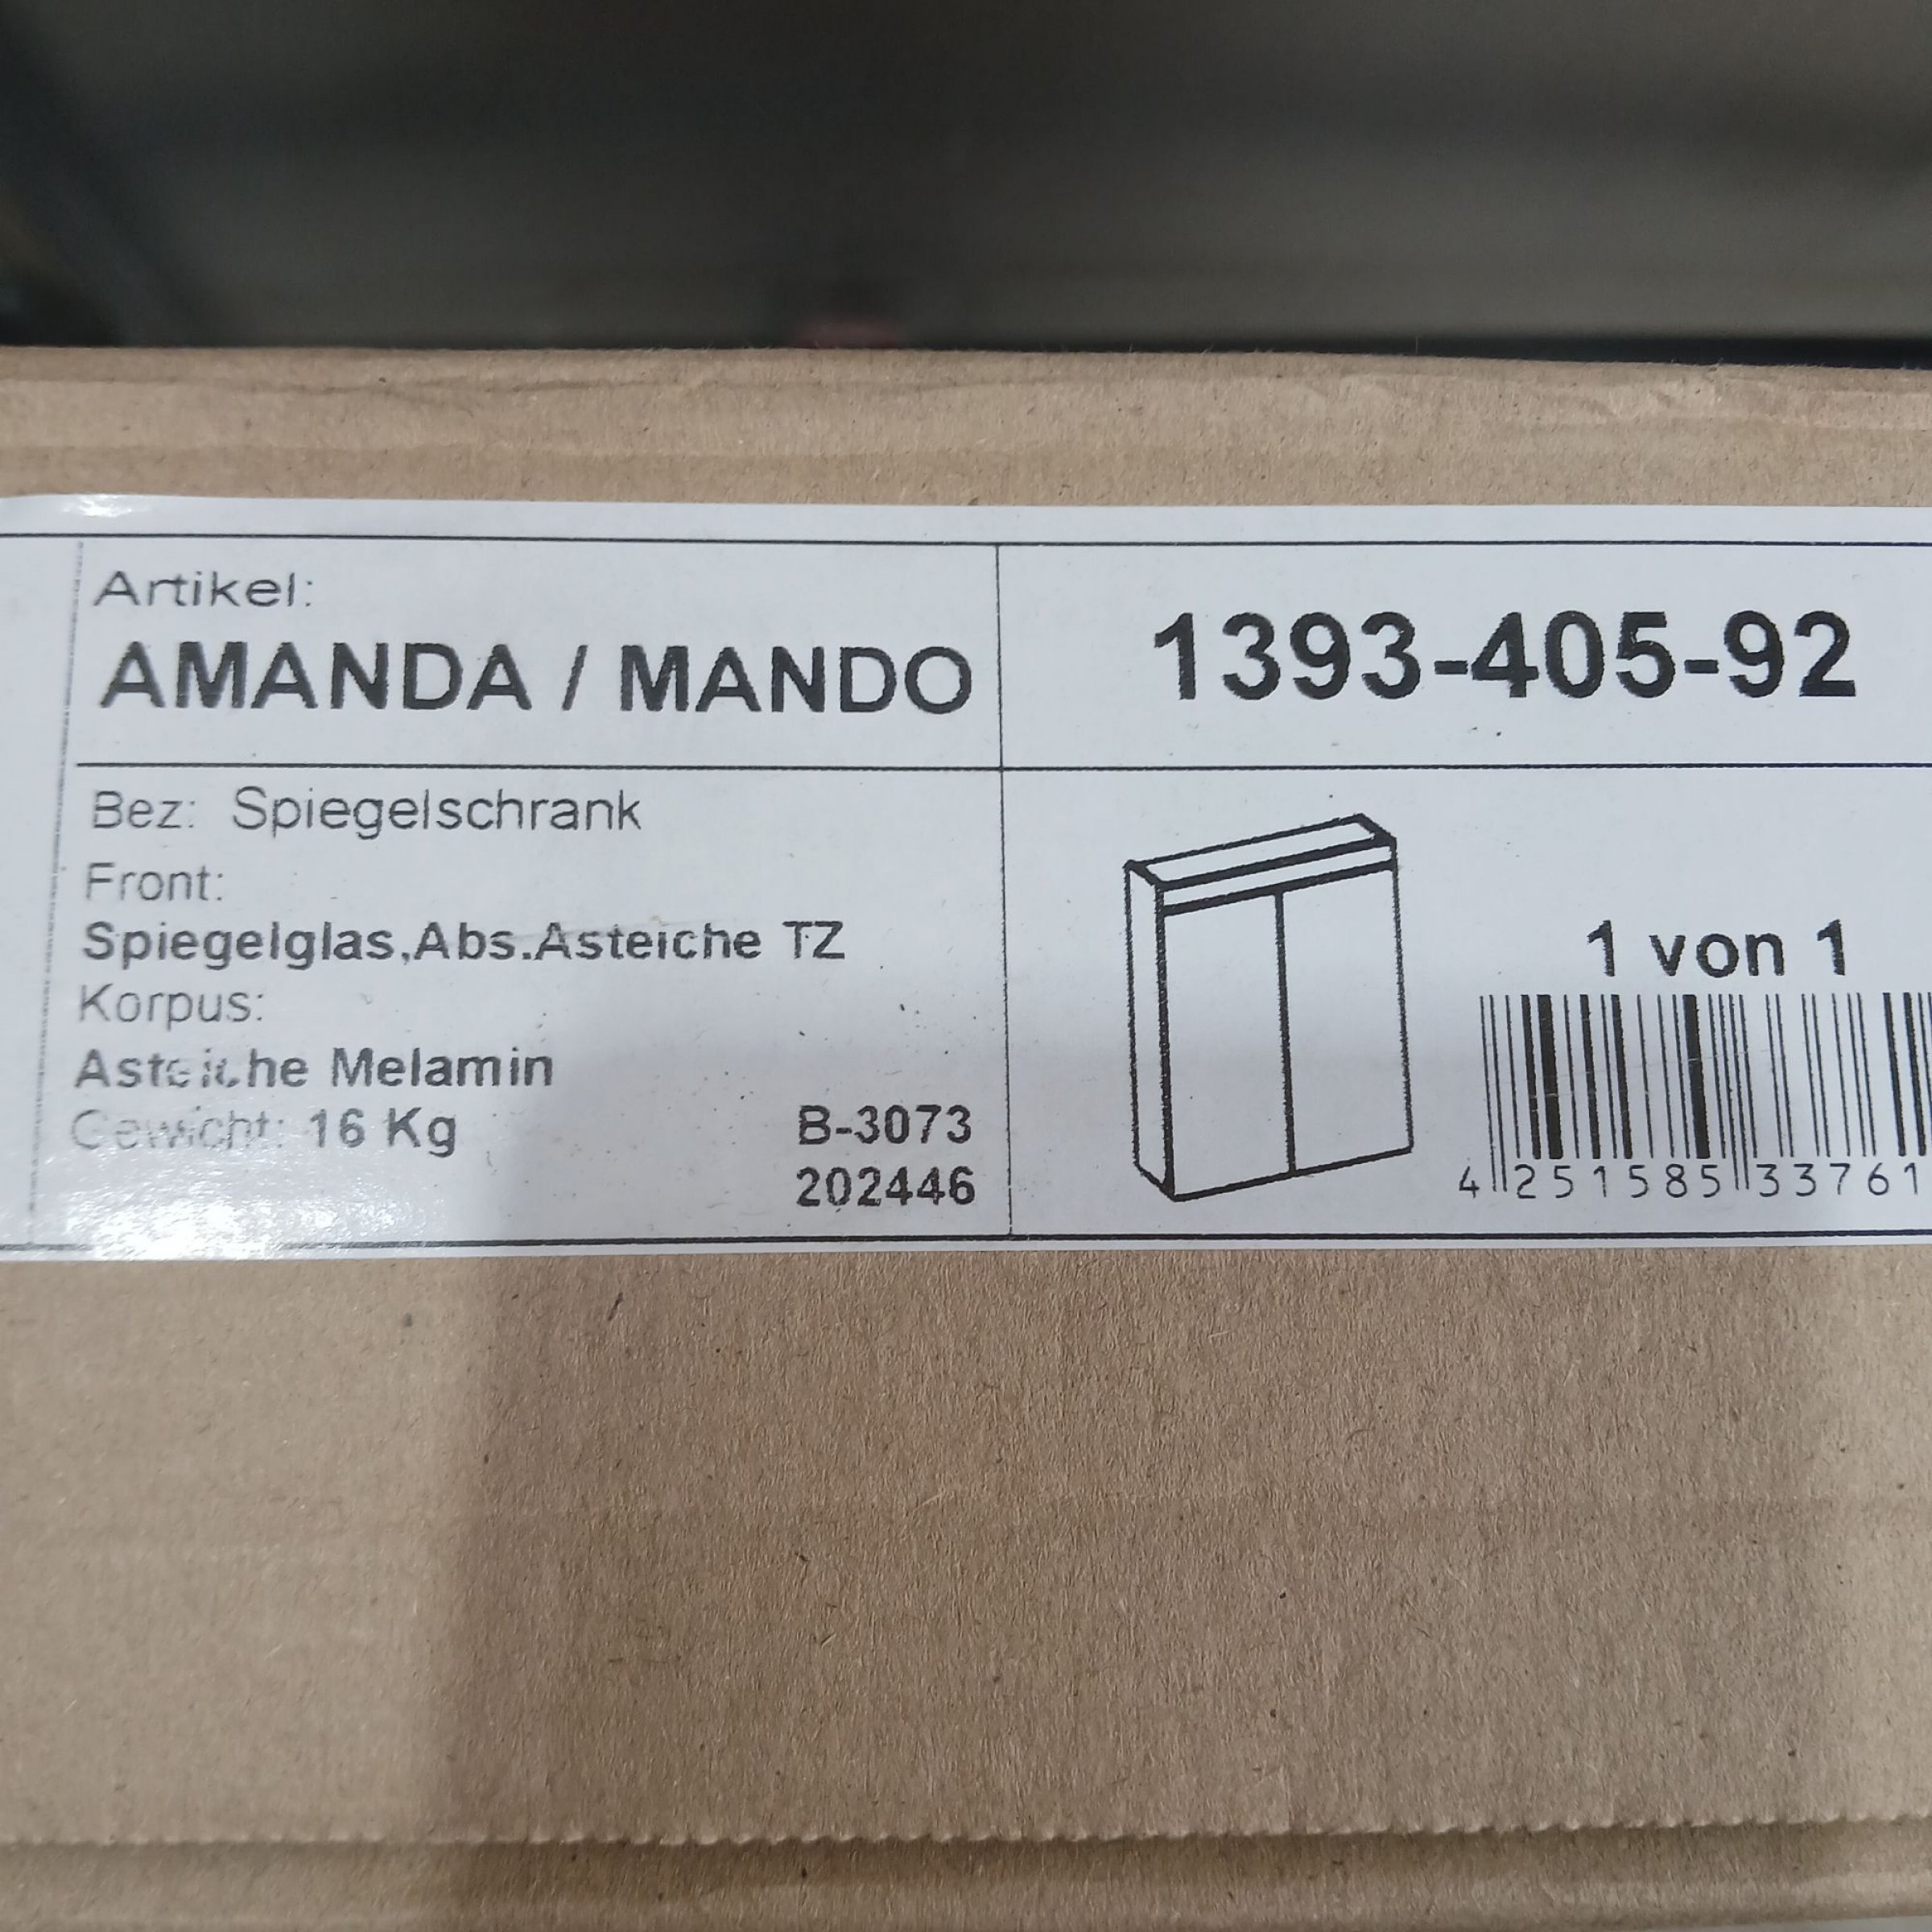 Artikel:
AMANDA / MANDO
1393-405-92
Bez: Spiegelschrank
Front:
Spiegelglas,Abs.Asteiche TZ
Korpus:
Asteiche Melamin
Gewicht: 16 Kg
B-3073
202446
1 von 1
4 251585 33761